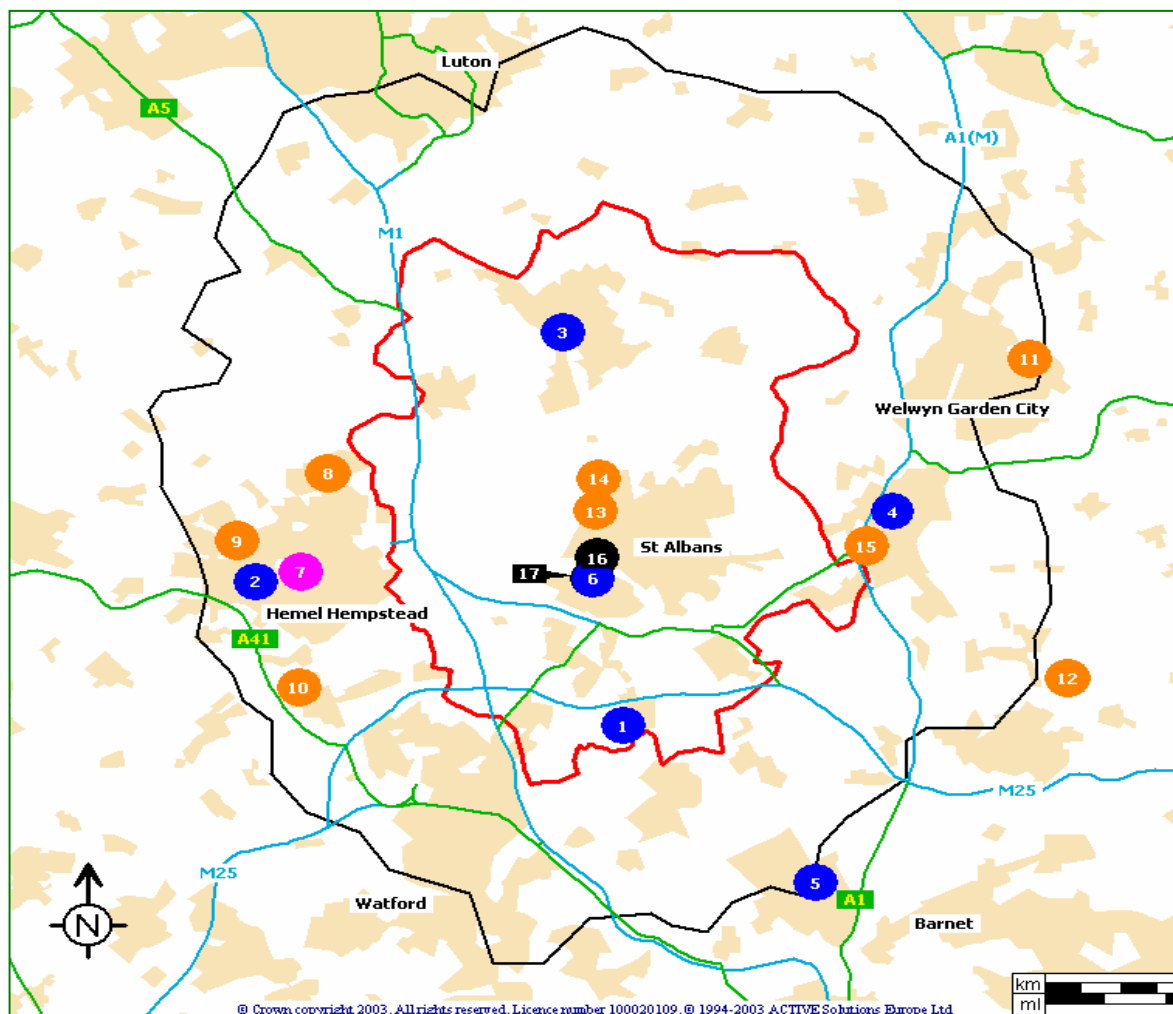 Luton
A5
A1(M)
M1
3
11
Welwyn Garden City
8
14
13
4
9
St Albans
15
16
7
17
6
2
Hemel Hempstead
A41
12
10
1
M25
M25
5
A1
Watford
Barnet
N
km
ml
© Crown copyright 2003. All rights reserved. Licence number 100020109. © 1994-2003 ACTIVE Solutions Europe Ltd